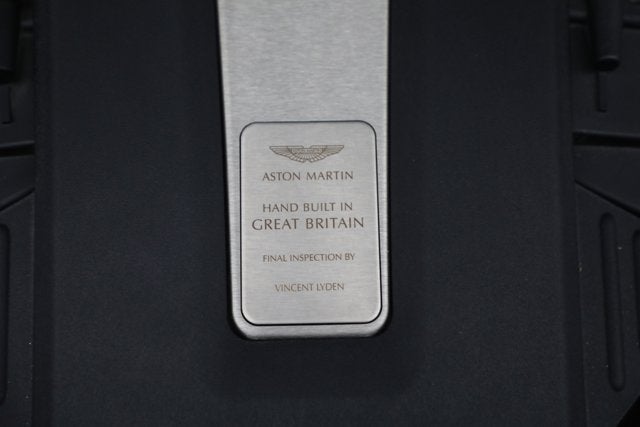 ASTON MARTIN
HAND BUILT IN
GREAT BRITAIN
FINAL INSPECTION BY
VINCENT LYDEN